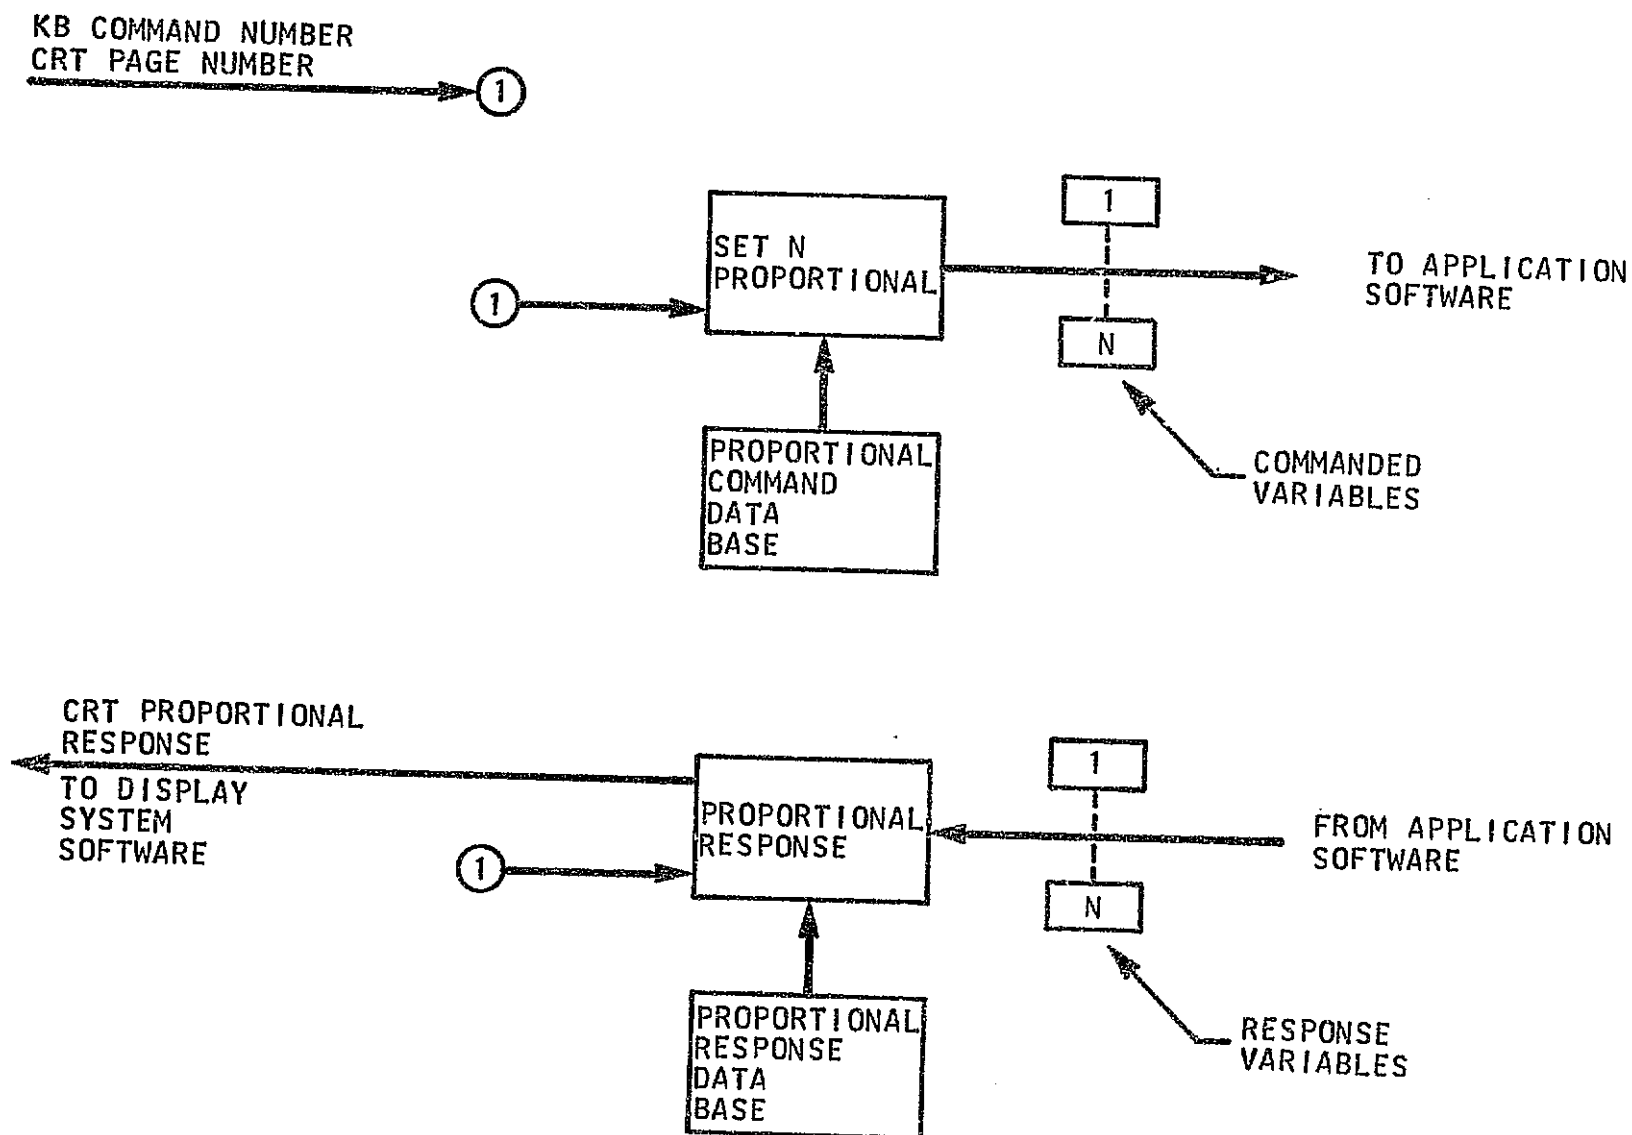 KB COMMAND NUMBER
CRT PAGE NUMBER
1
1
SET N
PROPORTIONAL
1
N
TO APPLICATION
SOFTWARE
PROPORTIONAL
COMMAND
DATA
BASE
COMMANDED
VARIABLES
CRT PROPORTIONAL
RESPONSE
TO DISPLAY
SYSTEM
SOFTWARE
1
PROPORTIONAL
RESPONSE
1
N
FROM APPLICATION
SOFTWARE
PROPORTIONAL
RESPONSE
DATA
BASE
RESPONSE
VARIABLES